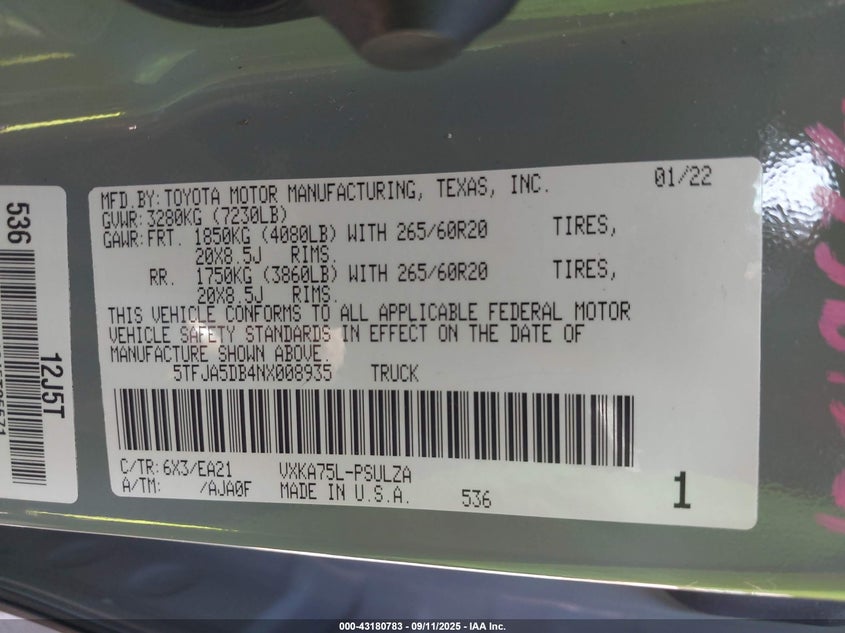 MFD.BY: TOYOTA MOTOR MANUFACTURING, TEXAS, INC. 01/22
GVWR: 3280KG (7230LB)
GAWR: FRT. 1850KG (4080LB) WITH 265/60R20 TIRES,
20X8.5J RIMS.
RR. 1750KG (3860LB) WITH 265/60R20 TIRES,
20X8.5J RIMS.
THIS VEHICLE CONFORMS TO ALL APPLICABLE FEDERAL MOTOR
VEHICLE SAFETY STANDARDS IN EFFECT ON THE DATE OF
MANUFACTURE SHOWN ABOVE.
5TFJA5DB4NX008935 TRUCK
C/TR: 6X3/EA21 VXKA75L-PSULZA
A/TM: /AJA0F MADE IN U.S.A. 536 1
536
12J5T
000-43180783 - 09/11/2025 - IAA Inc.